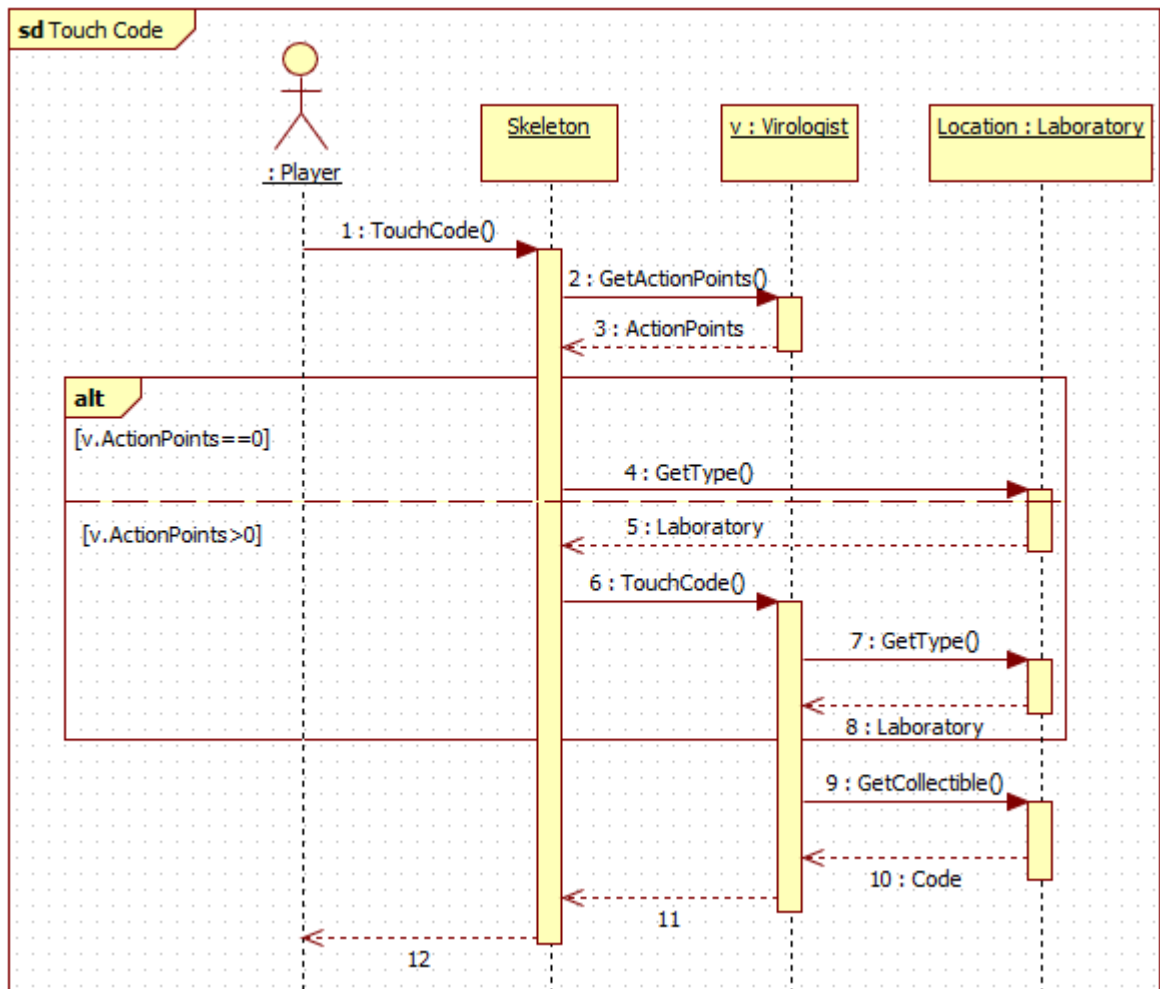 sd Touch Code
: Player
Skeleton
v : Virologist
Location : Laboratory
1 : TouchCode()
2 : GetActionPoints()
3 : ActionPoints
alt
[v.ActionPoints==0]
4 : GetType()
[v.ActionPoints>0]
5 : Laboratory
6 : TouchCode()
7 : GetType()
8 : Laboratory
9 : GetCollectible()
10 : Code
11
12